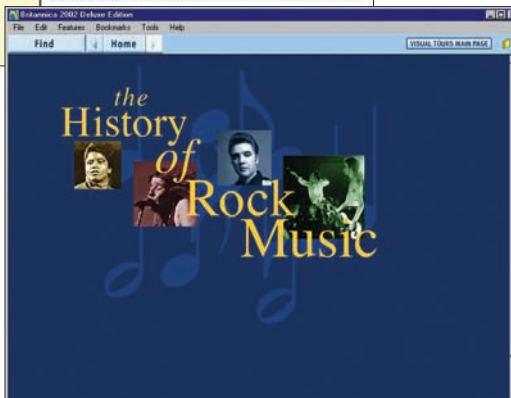 Britannica 2002 Deluxe Edition
File Edit Features Bookmarks Tools Help
Find Home VISUAL TOURS MAIN PAGE
the
History
of
Rock
Music